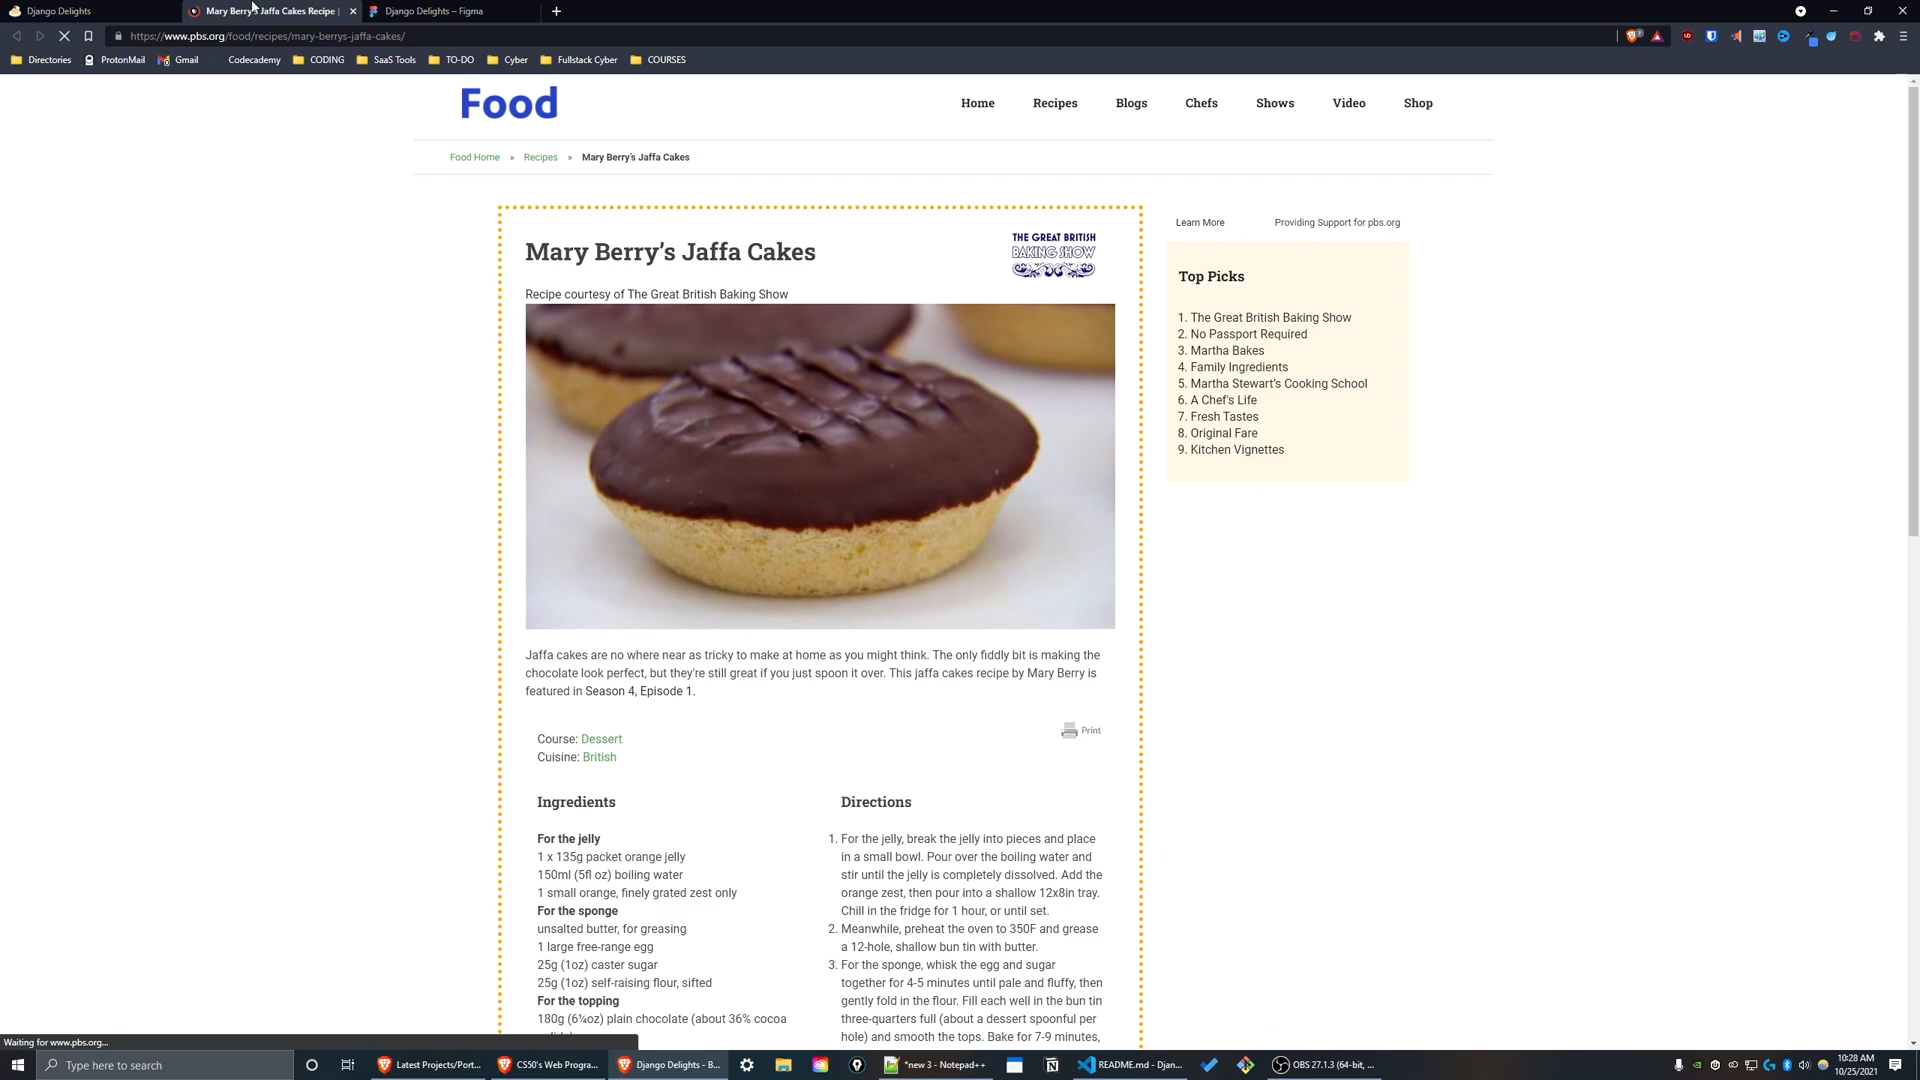 Django Delights
Mary Berry's Jaffa Cakes Recipe |
Django Delights – Figma
https://www.pbs.org/food/recipes/mary-berrys-jaffa-cakes/
Directories
ProtonMail
Gmail
Codecademy
CODING
SaaS Tools
TO-DO
Cyber
Fullstack Cyber
COURSES
Food
Home
Recipes
Blogs
Chefs
Shows
Video
Shop
Food Home » Recipes » Mary Berry's Jaffa Cakes
Mary Berry's Jaffa Cakes
THE GREAT BRITISH
BAKING SHOW
Recipe courtesy of The Great British Baking Show
Jaffa cakes are no where near as tricky to make at home as you might think. The only fiddly bit is making the
chocolate look perfect, but they're still great if you just spoon it over. This jaffa cakes recipe by Mary Berry is
featured in Season 4, Episode 1.
Course: Dessert
Cuisine: British
Print
Ingredients
For the jelly
1 x 135g packet orange jelly
150ml (5fl oz) boiling water
1 small orange, finely grated zest only
For the sponge
unsalted butter, for greasing
1 large free-range egg
25g (1oz) caster sugar
25g (1oz) self-raising flour, sifted
For the topping
180g (6¼oz) plain chocolate (about 36% cocoa
Directions
1. For the jelly, break the jelly into pieces and place
in a small bowl. Pour over the boiling water and
stir until the jelly is completely dissolved. Add the
orange zest, then pour into a shallow 12x8in tray.
Chill in the fridge for 1 hour, or until set.
2. Meanwhile, preheat the oven to 350F and grease
a 12-hole, shallow bun tin with butter.
3. For the sponge, whisk the egg and sugar
together for 4-5 minutes until pale and fluffy, then
gently fold in the flour. Fill each well in the bun tin
three-quarters full (about a dessert spoonful per
hole) and smooth the tops. Bake for 7-9 minutes,
Learn More
Providing Support for pbs.org
Top Picks
1. The Great British Baking Show
2. No Passport Required
3. Martha Bakes
4. Family Ingredients
5. Martha Stewart's Cooking School
6. A Chef's Life
7. Fresh Tastes
8. Original Fare
9. Kitchen Vignettes
Waiting for www.pbs.org...
Type here to search
Latest Projects/Port...
CS50's Web Progra...
Django Delights - B...
*new 3 - Notepad++
README.md - Djan...
OBS 27.1.3 (64-bit, ...
10:28 AM
10/25/2021